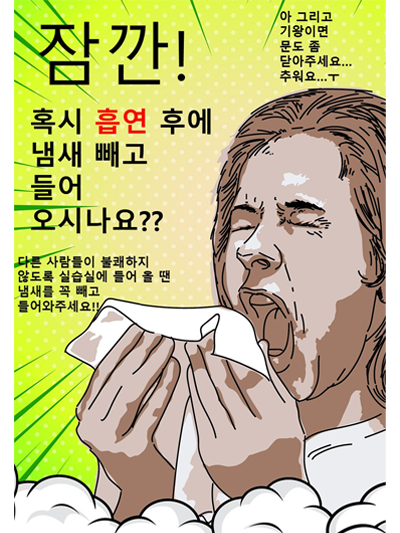 잠깐!
아 그리고
기왕이면
문도 좀
닫아주세요...
추워요...ㅜ
혹시 흡연 후에
냄새 빼고
들어
오시나요??
다른 사람들이 불쾌하지
않도록 실습실에 들어 올 땐
냄새를 꼭 빼고
들어와주세요!!